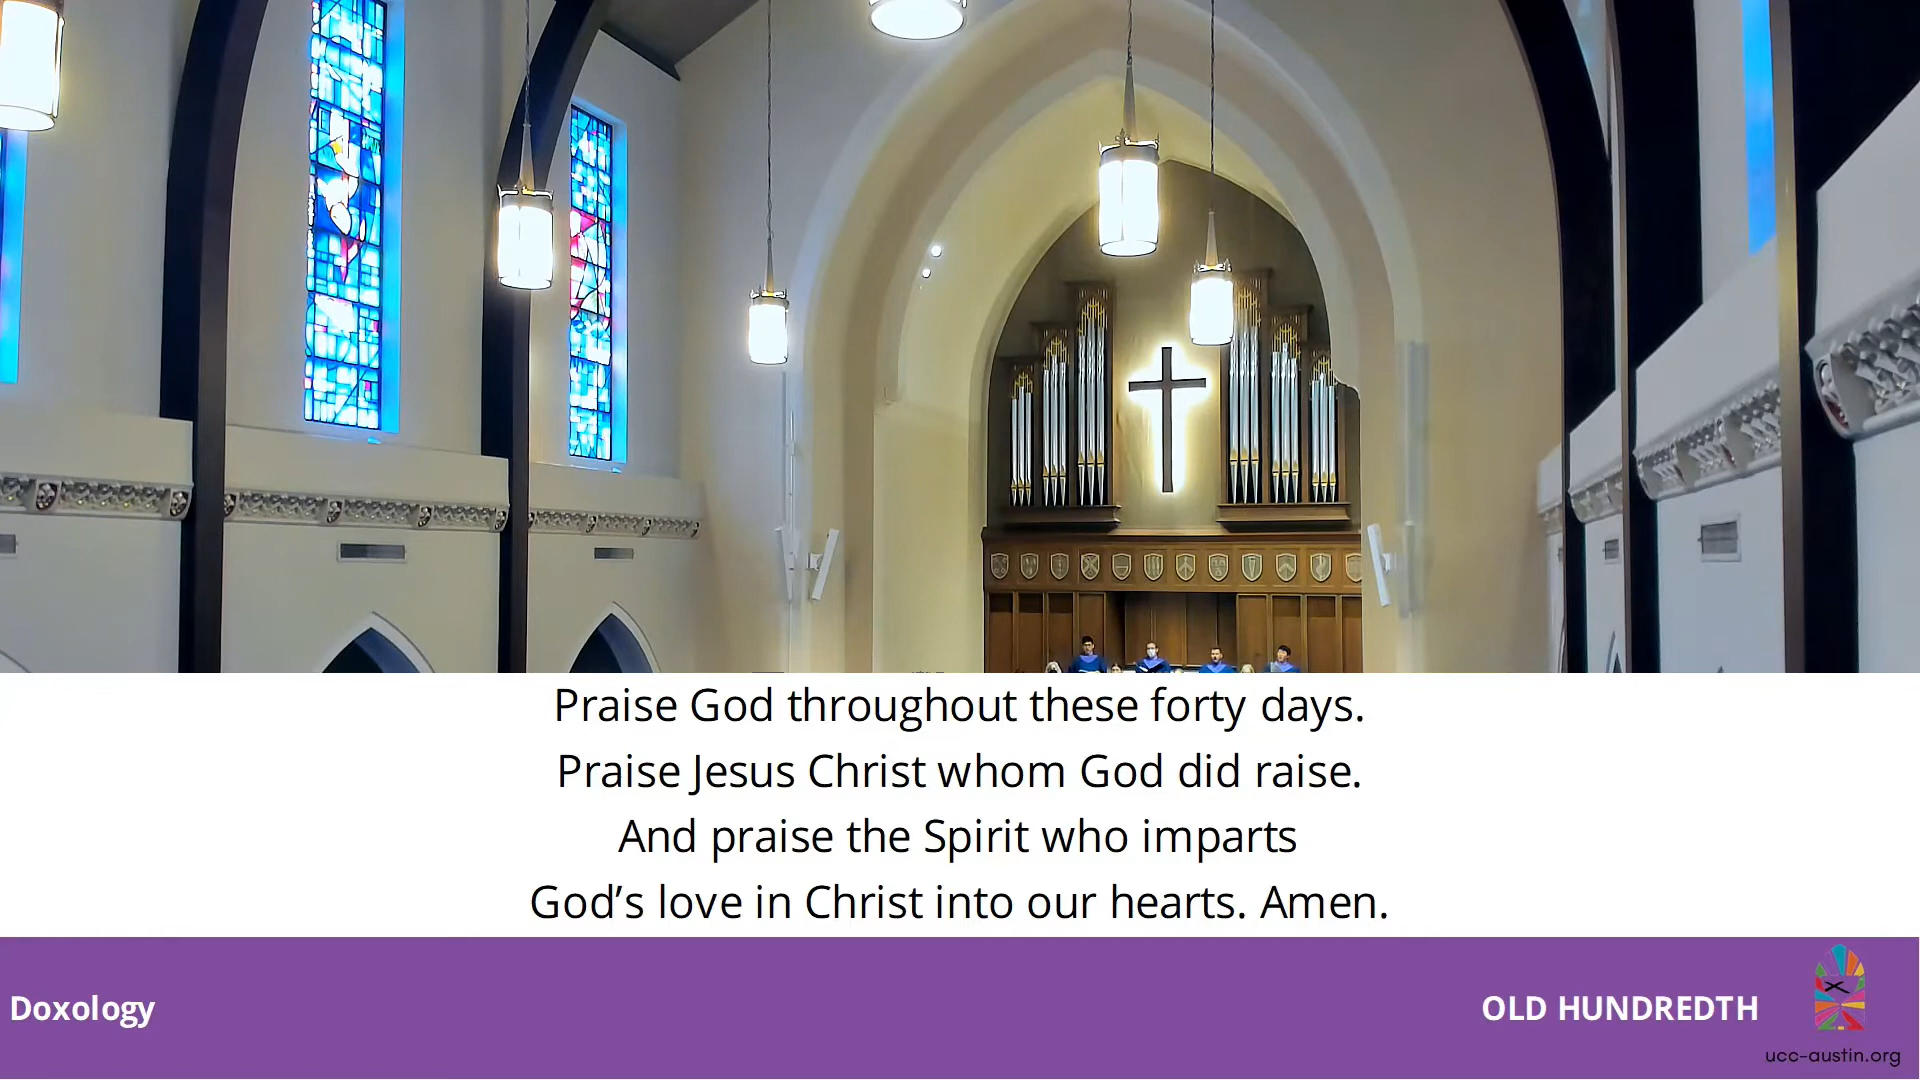 Praise God throughout these forty days.
Praise Jesus Christ whom God did raise.
And praise the Spirit who imparts
God’s love in Christ into our hearts. Amen.
Doxology
OLD HUNDREDTH
ucc-austin.org